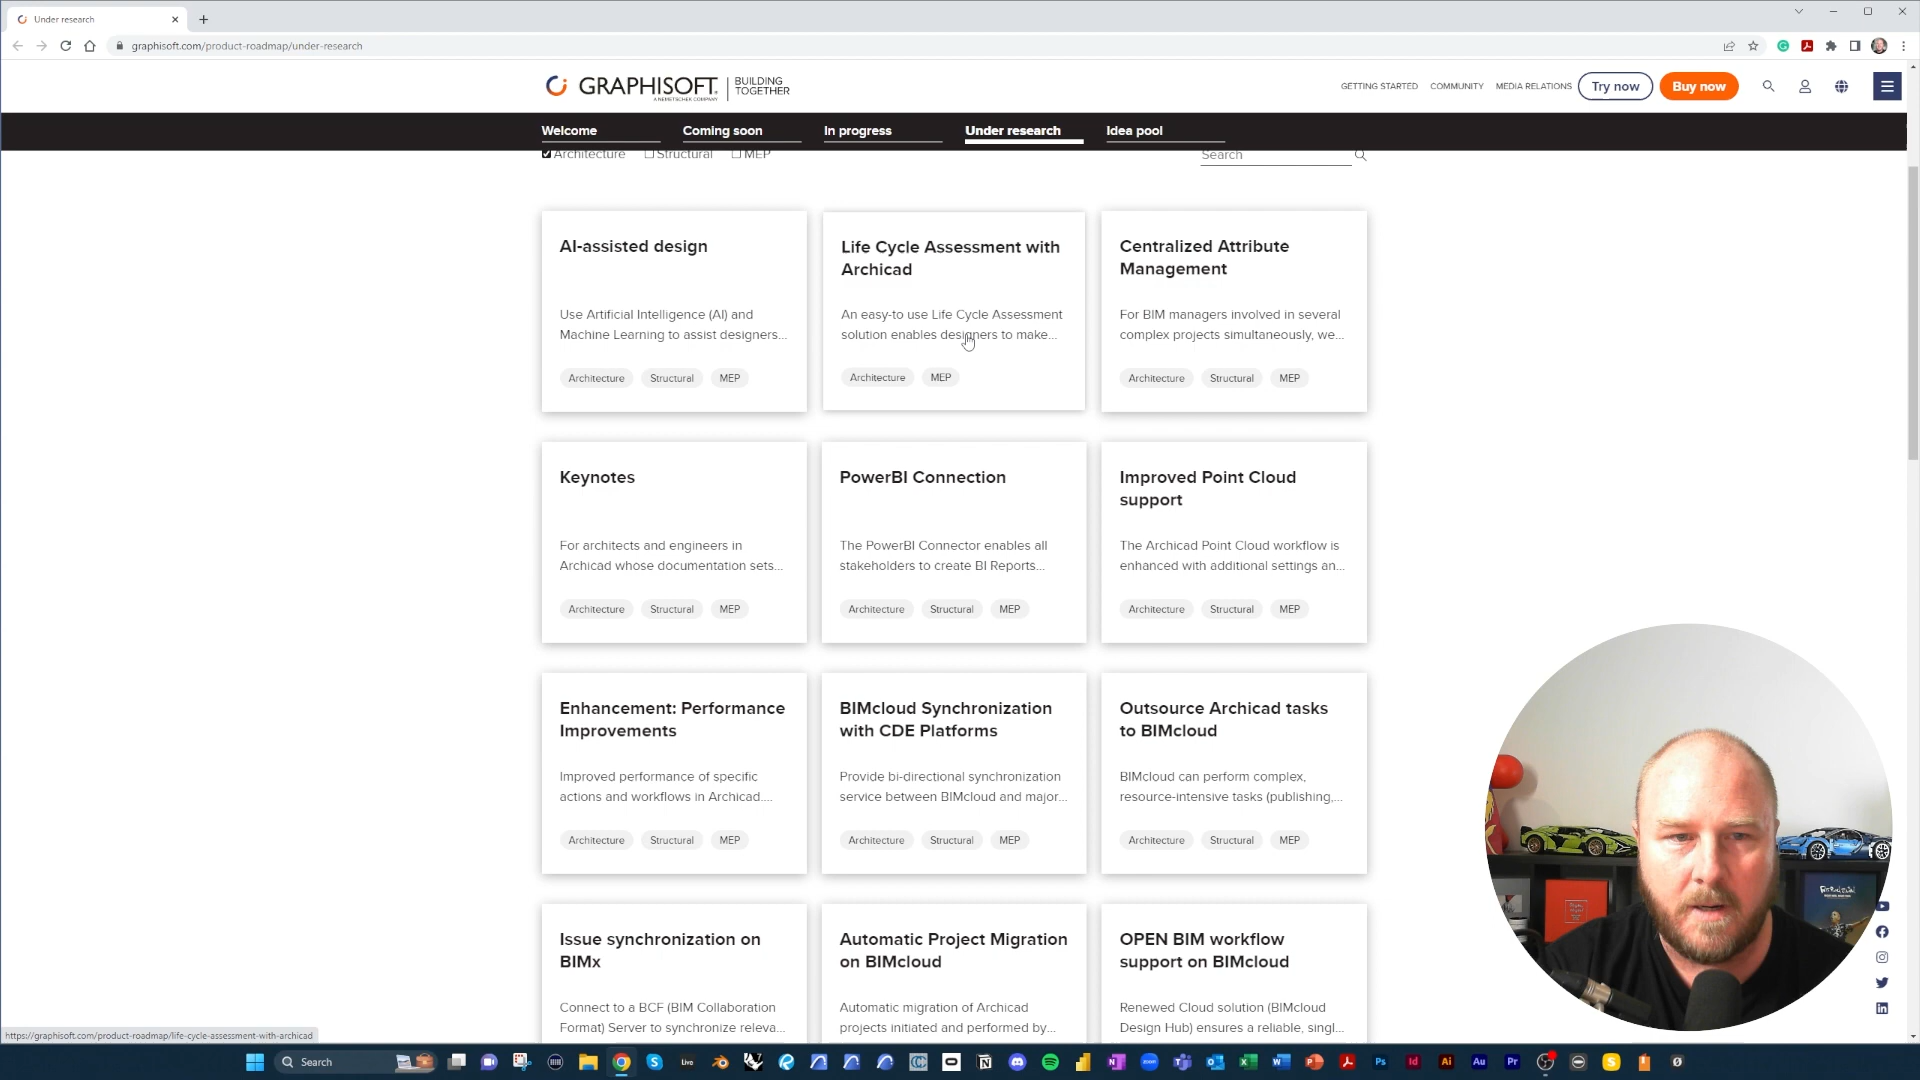 Under research
graphisoft.com/product-roadmap/under-research
GRAPHISOFT
A NEMETSCHEK COMPANY
BUILDING
TOGETHER
GETTING STARTED
COMMUNITY
MEDIA RELATIONS
Try now
Buy now
Welcome
Coming soon
In progress
Under research
Idea pool
Architecture
Structural
MEP
Search
AI-assisted design
Use Artificial Intelligence (AI) and
Machine Learning to assist designers...
Architecture Structural MEP
Life Cycle Assessment with
Archicad
An easy-to use Life Cycle Assessment
solution enables designers to make...
Architecture MEP
Centralized Attribute
Management
For BIM managers involved in several
complex projects simultaneously, we...
Architecture Structural MEP
Keynotes
For architects and engineers in
Archicad whose documentation sets...
Architecture Structural MEP
PowerBI Connection
The PowerBI Connector enables all
stakeholders to create BI Reports...
Architecture Structural MEP
Improved Point Cloud
support
The Archicad Point Cloud workflow is
enhanced with additional settings an...
Architecture Structural MEP
Enhancement: Performance
Improvements
Improved performance of specific
actions and workflows in Archicad....
Architecture Structural MEP
BIMcloud Synchronization
with CDE Platforms
Provide bi-directional synchronization
service between BIMcloud and major...
Architecture Structural MEP
Outsource Archicad tasks
to BIMcloud
BIMcloud can perform complex,
resource-intensive tasks (publishing,...
Architecture Structural MEP
Issue synchronization on
BIMx
Connect to a BCF (BIM Collaboration
Format) Server to synchronize releva...
Automatic Project Migration
on BIMcloud
Automatic migration of Archicad
projects initiated and performed by...
OPEN BIM workflow
support on BIMcloud
Renewed Cloud solution (BIMcloud
Design Hub) ensures a reliable, singl...
https://graphisoft.com/product-roadmap/life-cycle-assessment-with-archicad
Search